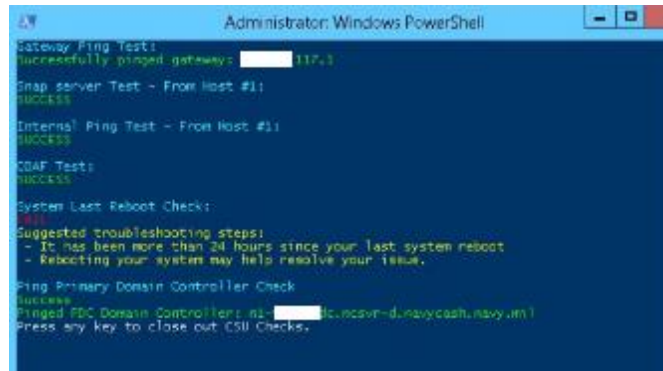 Administrator: Windows PowerShell
Gateway Ping Test:
Successfully pinged gateway: 117.1
Snap server Test - From Host #1:
SUCCESS
Internal Ping Test - From Host #1:
SUCCESS
COAF Test:
SUCCESS
System Last Reboot Check:
FAIL
Suggested troubleshooting steps:
- It has been more than 24 hours since your last system reboot
- Rebooting your system may help resolve your issue.
Ping Primary Domain Controller Check
Success
Pinged PDC Domain Controller: n1- dc.ncsvr-d.navycash.navy.mil
Press any key to close out CSU Checks.